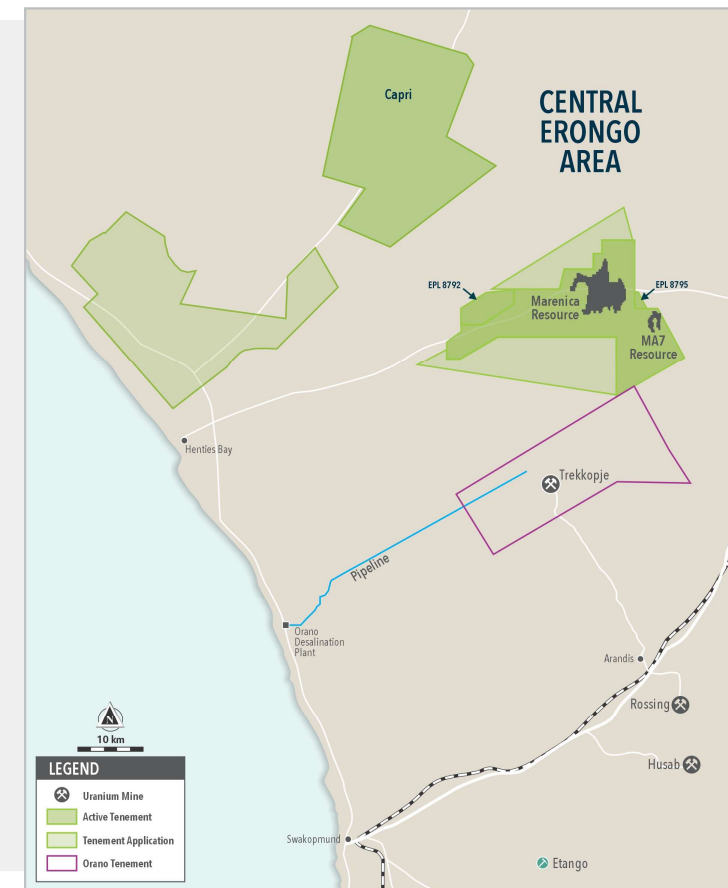 Capri
CENTRAL
ERONGO
AREA
EPL 8792
EPL 8795
Marenica
Resource
MA7
Resource
Henties Bay
Trekkopje
Pipeline
Orano
Desalination
Plant
Arandis
Rossing
Husab
N
10 km
LEGEND
Uranium Mine
Active Tenement
Tenement Application
Orano Tenement
Swakopmund
Etango